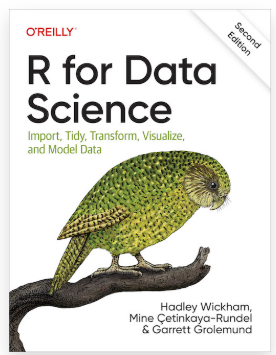 O'REILLY®
Second
Edition
R for Data
Science
Import, Tidy, Transform, Visualize,
and Model Data
Hadley Wickham,
Mine Çetinkaya-Rundel
& Garrett Grolemund